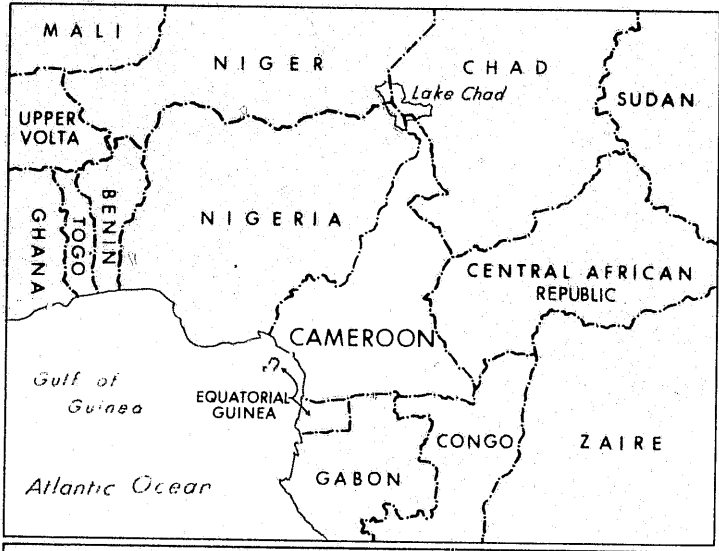 MALI
NIGER
CHAD
Lake Chad
SUDAN
UPPER
VOLTA
BENIN
NIGERIA
GHANA
TOGO
CENTRAL AFRICAN
REPUBLIC
CAMEROON
Gulf of
Guinea
EQUATORIAL
GUINEA
CONGO
ZAIRE
GABON
Atlantic Ocean